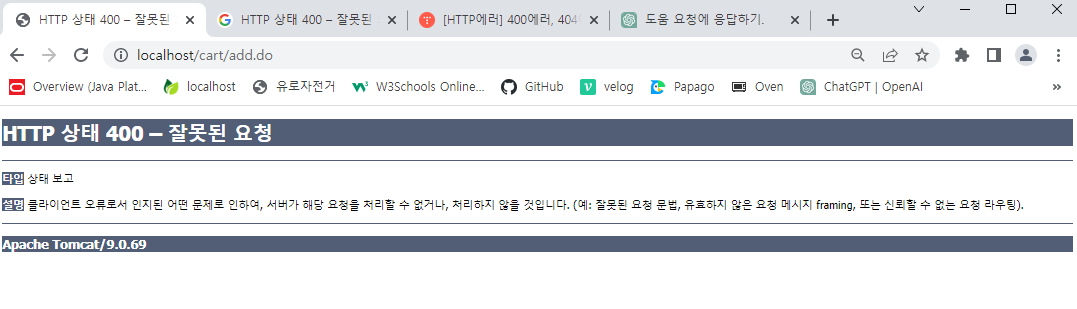 HTTP 상태 400 – 잘못된
HTTP 상태 400 – 잘못된
[HTTP에러] 400에러, 404
도움 요청에 응답하기.
localhost/cart/add.do
Overview (Java Plat... localhost 유로자전거 W3Schools Online... GitHub velog Papago Oven ChatGPT | OpenAI »
HTTP 상태 400 – 잘못된 요청
타입 상태 보고
설명 클라이언트 오류로서 인지된 어떤 문제로 인하여, 서버가 해당 요청을 처리할 수 없거나, 처리하지 않을 것입니다. (예: 잘못된 요청 문법, 유효하지 않은 요청 메시지 framing, 또는 신뢰할 수 없는 요청 라우팅).
Apache Tomcat/9.0.69